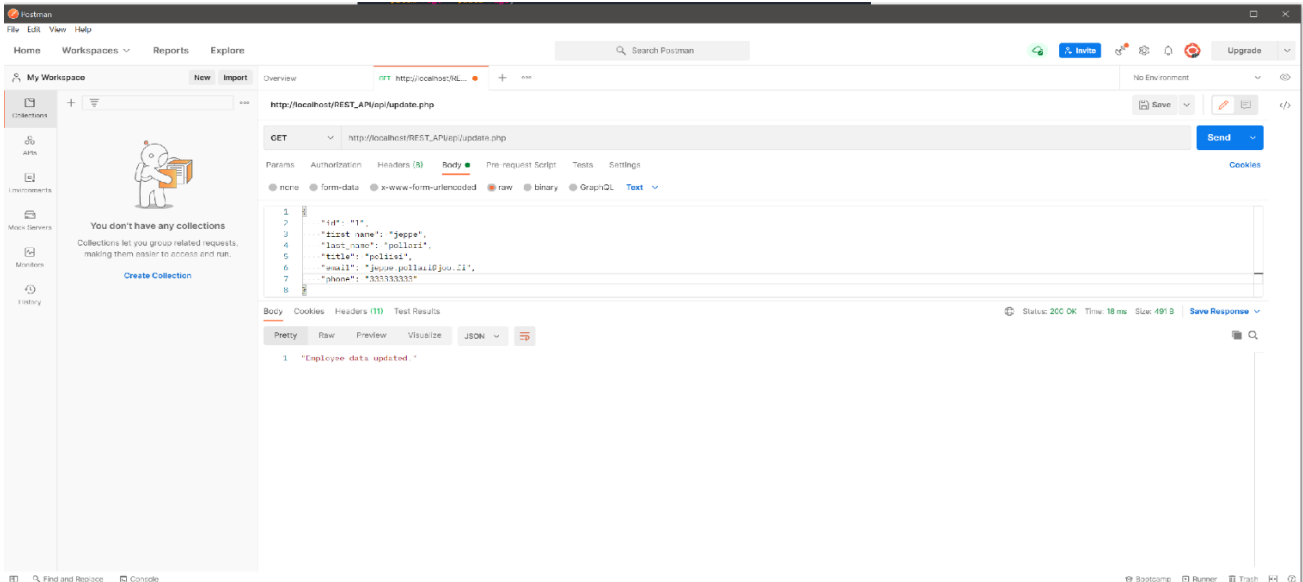 Postman
File Edit View Help
Home Workspaces Reports Explore
Search Postman
Invite
Upgrade
My Workspace
New Import
Overview
GET http://localhost/RE...
No Environment
Collections
APIs
Environments
Mock Servers
Monitors
History
You don't have any collections
Collections let you group related requests,
making them easier to access and run.
Create Collection
http://localhost/REST_API/api/update.php
Save
GET http://localhost/REST_API/api/update.php
Send
Params Authorization Headers (8) Body Pre-request Script Tests Settings
Cookies
none form-data x-www-form-urlencoded raw binary GraphQL Text
1 {
2 "id": "1",
3 "first_name": "jeppe",
4 "last_name": "pollari",
5 "title": "poliisi",
6 "email": "jeppe.pollari@joo.fi",
7 "phone": "333333333"
8 }
Body Cookies Headers (11) Test Results
Status: 200 OK Time: 18 ms Size: 491 B Save Response
Pretty Raw Preview Visualize JSON
1 "Employee data updated."
Find and Replace Console
Bootcamp Runner Trash